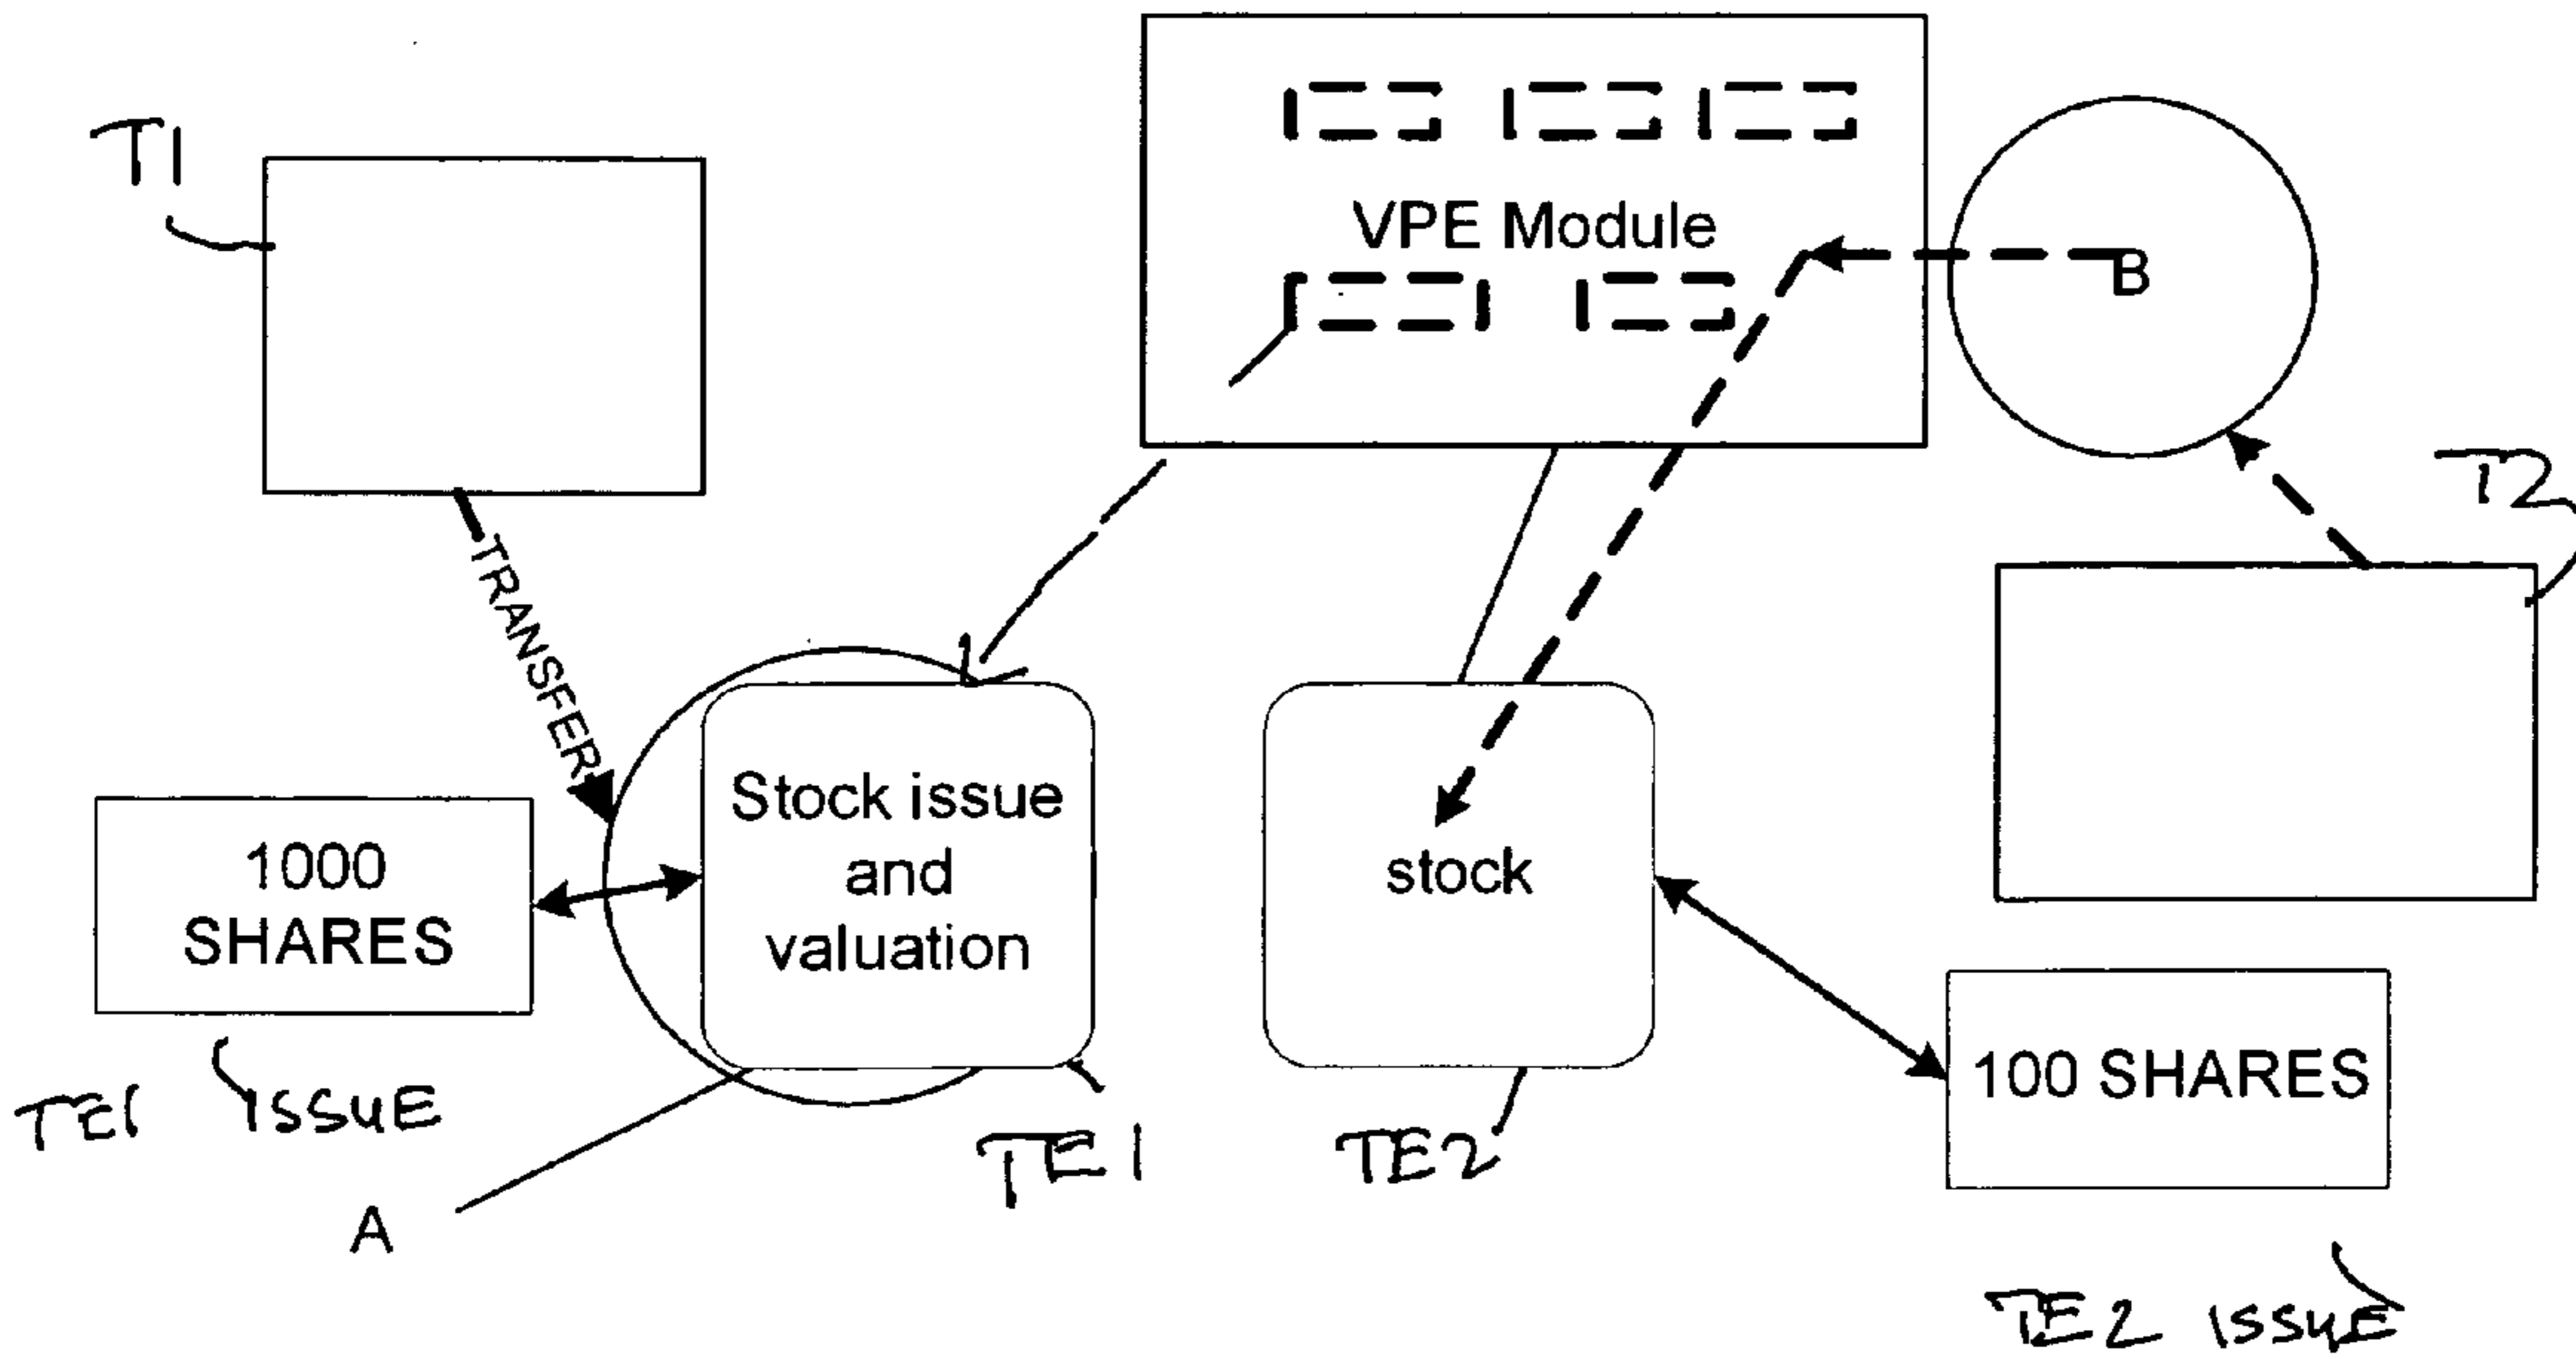 T1
VPE Module
B
T2
TRANSFER
Stock issue
and
valuation
stock
1000
SHARES
100 SHARES
TE1 ISSUE
TE1
TE2
A
TE2 ISSUE